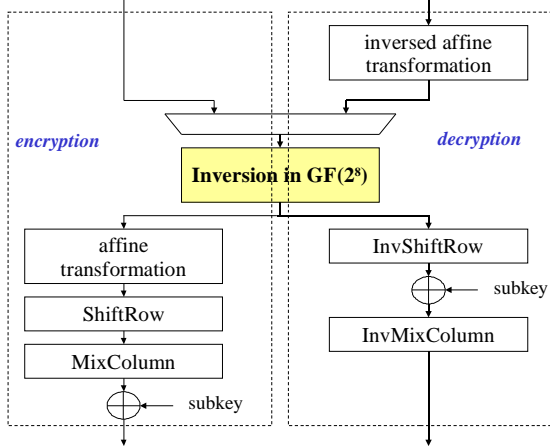 inversed affine
transformation
encryption
decryption
Inversion in GF(2⁸)
affine
transformation
InvShiftRow
subkey
ShiftRow
InvMixColumn
MixColumn
subkey